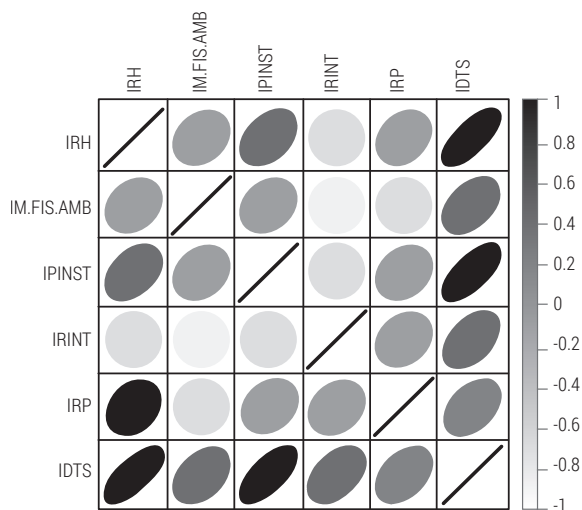 IRH
IM.FIS.AMB
IPINST
IRINT
IRP
IDTS
IRH
IM.FIS.AMB
IPINST
IRINT
IRP
IDTS
1
0.8
0.6
0.4
0.2
0
-0.2
-0.4
-0.6
-0.8
-1